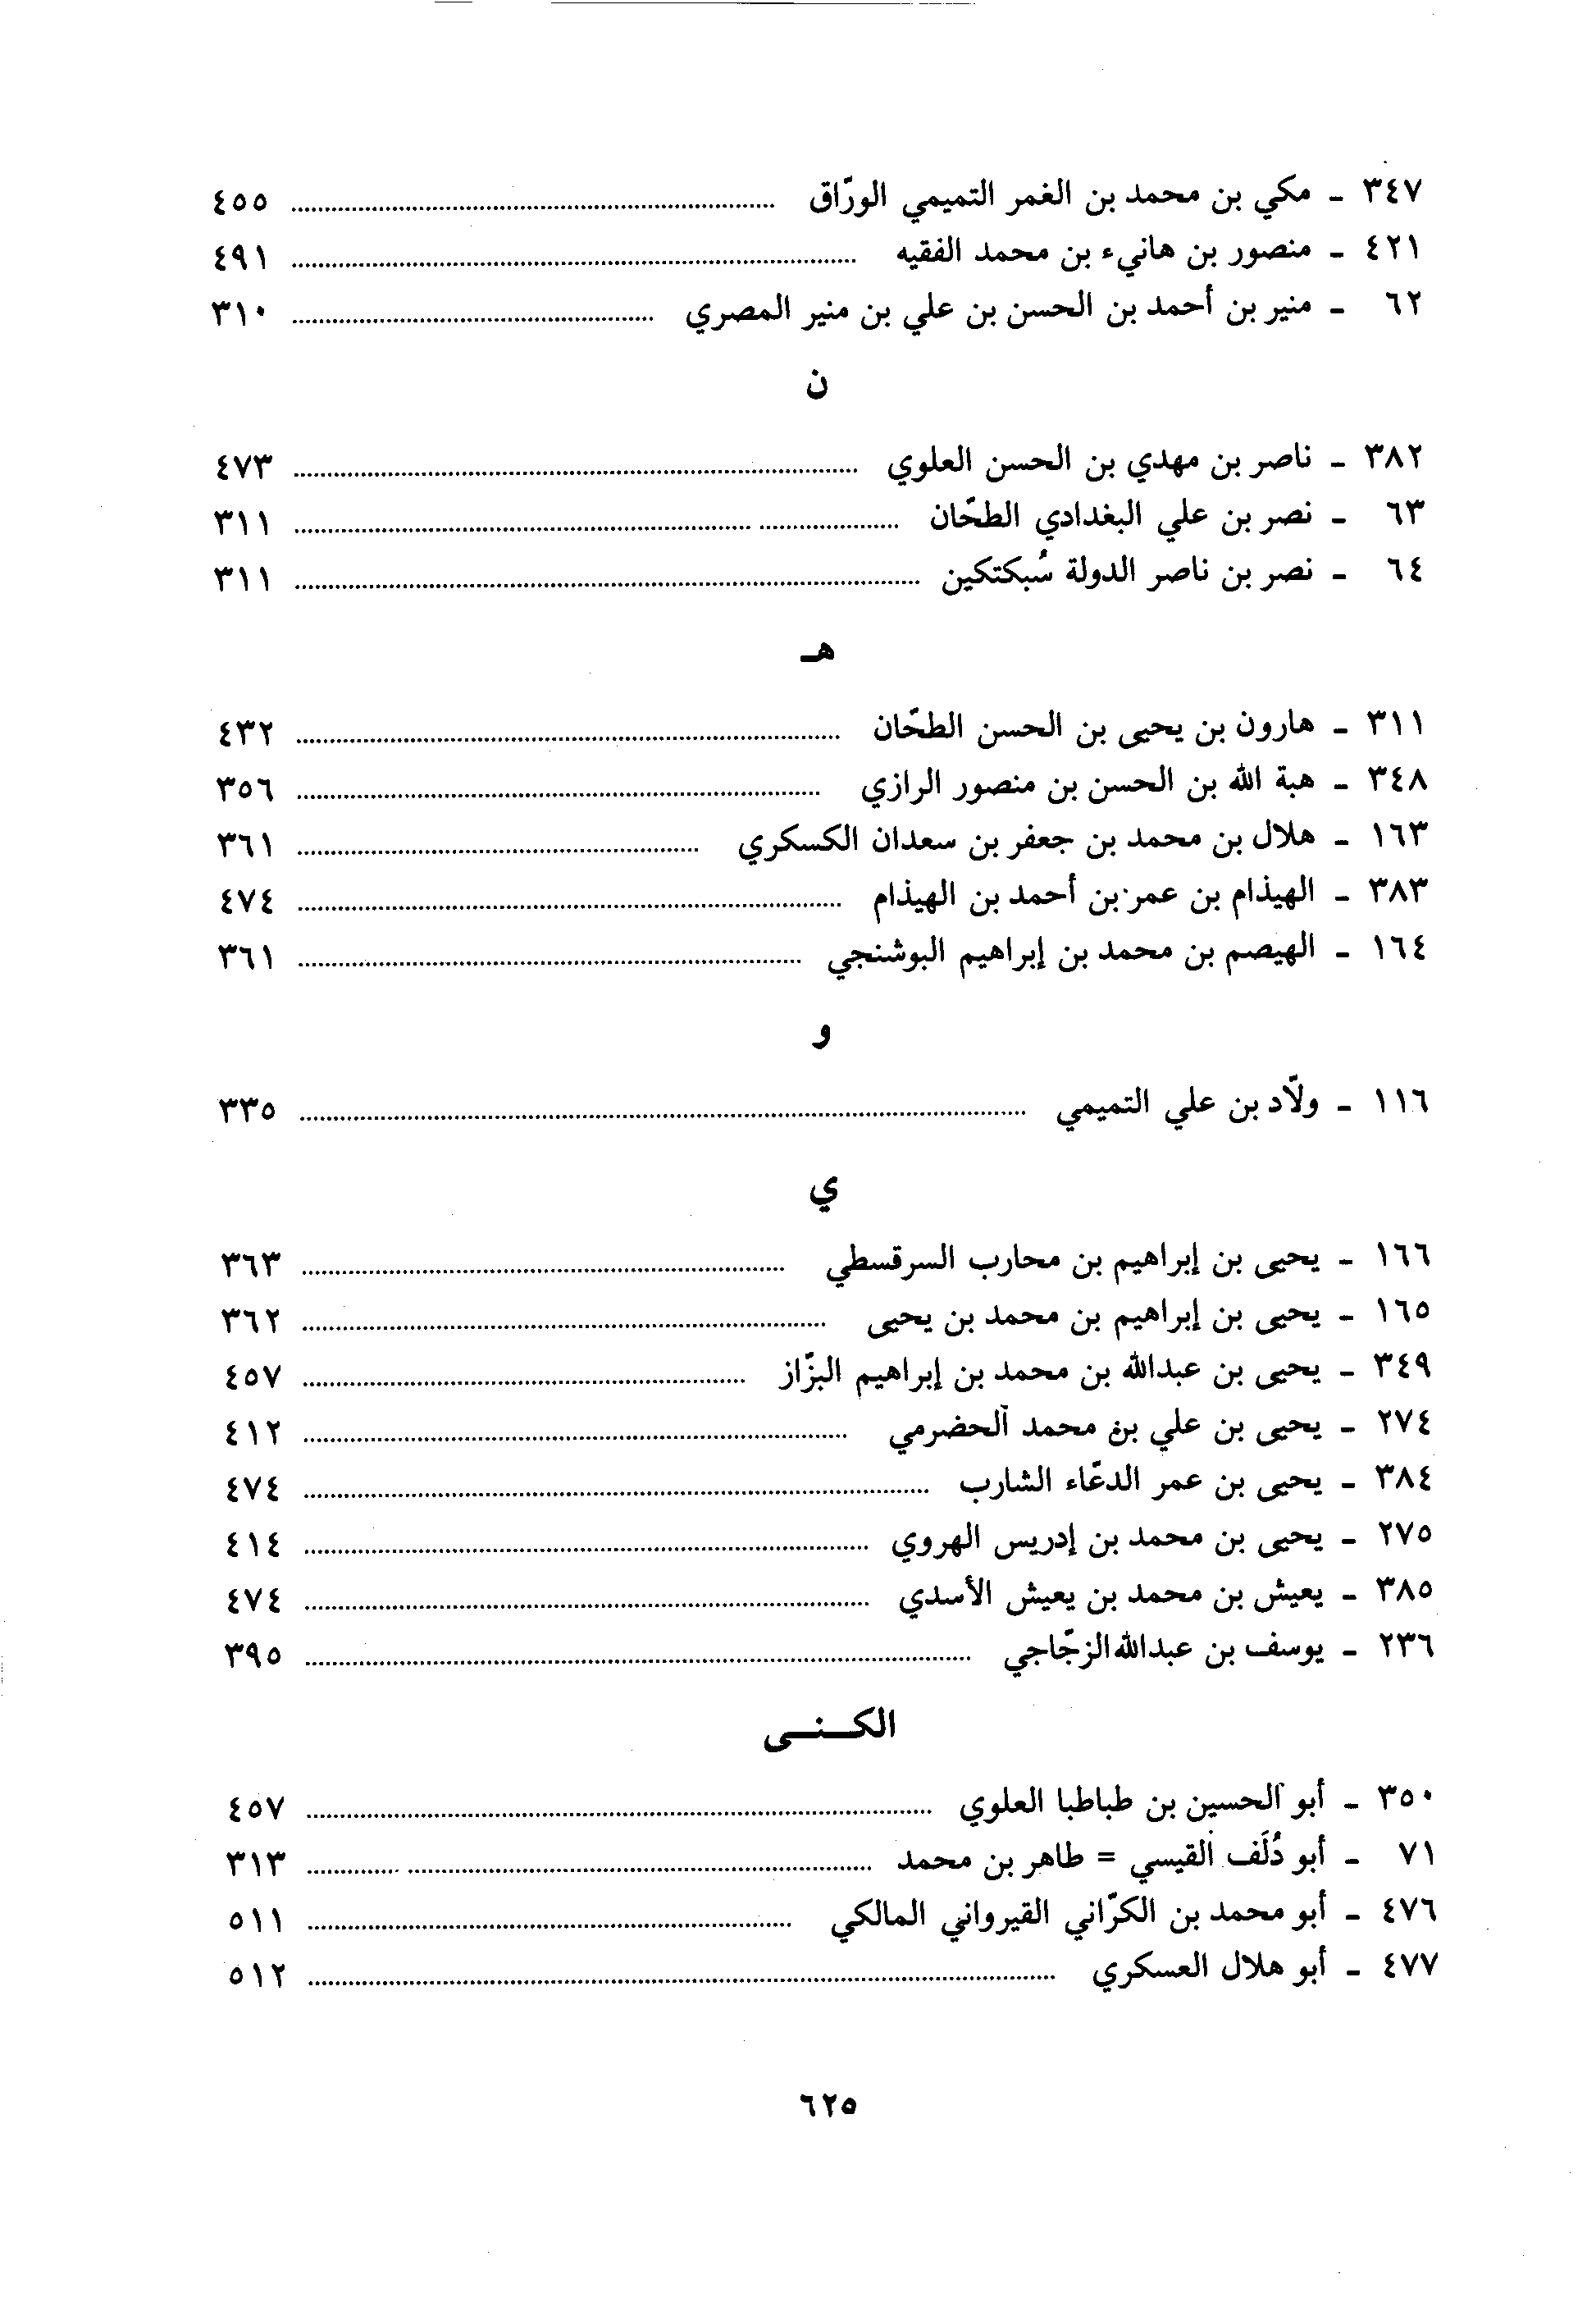 ٣٤٧ - مكي بن محمد بن الغمر التميمي الورّاق ........ ٤٥٥
٤٢١ - منصور بن هانيء بن محمد الفقيه ........ ٤٩١
٦٢ - منير بن أحمد بن الحسن بن علي بن منير المصري ........ ٣١٠
ن
٣٨٢ - ناصر بن مهدي بن الحسن العلوي ........ ٤٧٣
٦٣ - نصر بن علي البغدادي الطحّان ........ ٣١١
٦٤ - نصر بن ناصر الدولة سُبكتكين ........ ٣١١
هـ
٣١١ - هارون بن يحيى بن الحسن الطحّان ........ ٤٣٢
٣٤٨ - هبة الله بن الحسن بن منصور الرازي ........ ٣٥٦
١٦٣ - هلال بن محمد بن جعفر بن سعدان الكسكري ........ ٣٦١
٣٨٣ - الهيذام بن عمر بن أحمد بن الهيذام ........ ٤٧٤
١٦٤ - الهيصم بن محمد بن إبراهيم البوشنجي ........ ٣٦١
و
١١٦ - ولّاد بن علي التميمي ........ ٣٣٥
ي
١٦٦ - يحيى بن إبراهيم بن محارب السرقسطي ........ ٣٦٣
١٦٥ - يحيى بن إبراهيم بن محمد بن يحيى ........ ٣٦٢
٣٤٩ - يحيى بن عبدالله بن محمد بن إبراهيم البزّاز ........ ٤٥٧
٢٧٤ - يحيى بن علي بن محمد الحضرمي ........ ٤١٢
٣٨٤ - يحيى بن عمر الدعّاء الشارب ........ ٤٧٤
٢٧٥ - يحيى بن محمد بن إدريس الهروي ........ ٤١٤
٣٨٥ - يعيش بن محمد بن يعيش الأسدي ........ ٤٧٤
٢٣٦ - يوسف بن عبدالله الزجّاجي ........ ٣٩٥
الكـنـى
٣٥٠ - أبو الحسين بن طباطبا العلوي ........ ٤٥٧
٧١ - أبو دُلَف القيسي = طاهر بن محمد ........ ٣١٣
٤٧٦ - أبو محمد بن الكرّاني القيرواني المالكي ........ ٥١١
٤٧٧ - أبو هلال العسكري ........ ٥١٢
٦٢٥